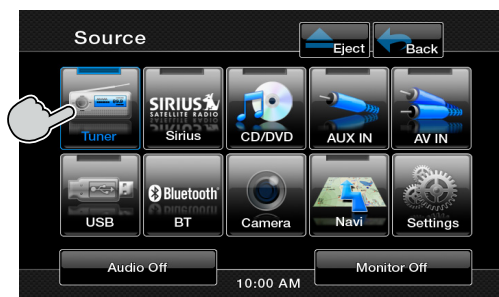 Source
Eject
Back
Tuner
SIRIUS
SATELLITE RADIO
Sirius
CD/DVD
AUX IN
AV IN
USB
Bluetooth
BT
Camera
Navi
Settings
Audio Off
10:00 AM
Monitor Off